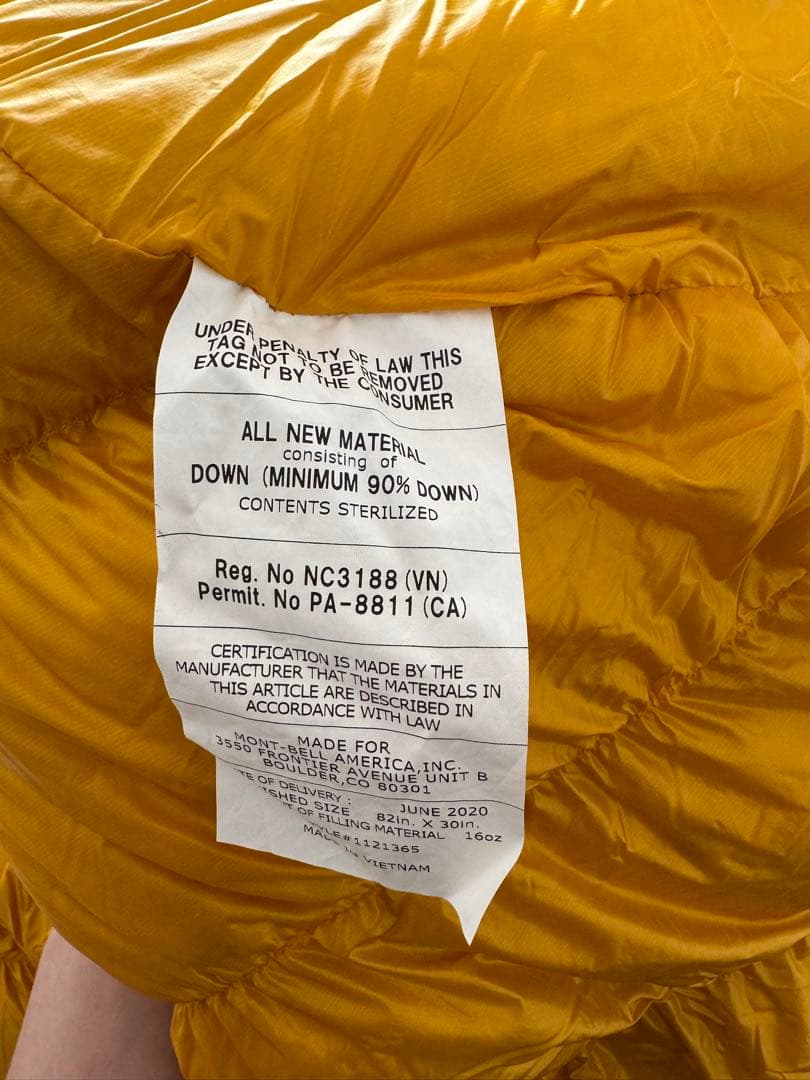 UNDER PENALTY OF LAW THIS
TAG NOT TO BE REMOVED
EXCEPT BY THE CONSUMER
ALL NEW MATERIAL
consisting of
DOWN (MINIMUM 90% DOWN)
CONTENTS STERILIZED
Reg. No NC3188 (VN)
Permit. No PA-8811 (CA)
CERTIFICATION IS MADE BY THE
MANUFACTURER THAT THE MATERIALS IN
THIS ARTICLE ARE DESCRIBED IN
ACCORDANCE WITH LAW
MADE FOR
MONT-BELL AMERICA, INC.
3550 FRONTIER AVENUE UNIT B
BOULDER, CO 80301
OF DELIVERY : JUNE 2020
SIZE 82in. X 30in.
OF FILLING MATERIAL 16oz
#1121365
VIETNAM